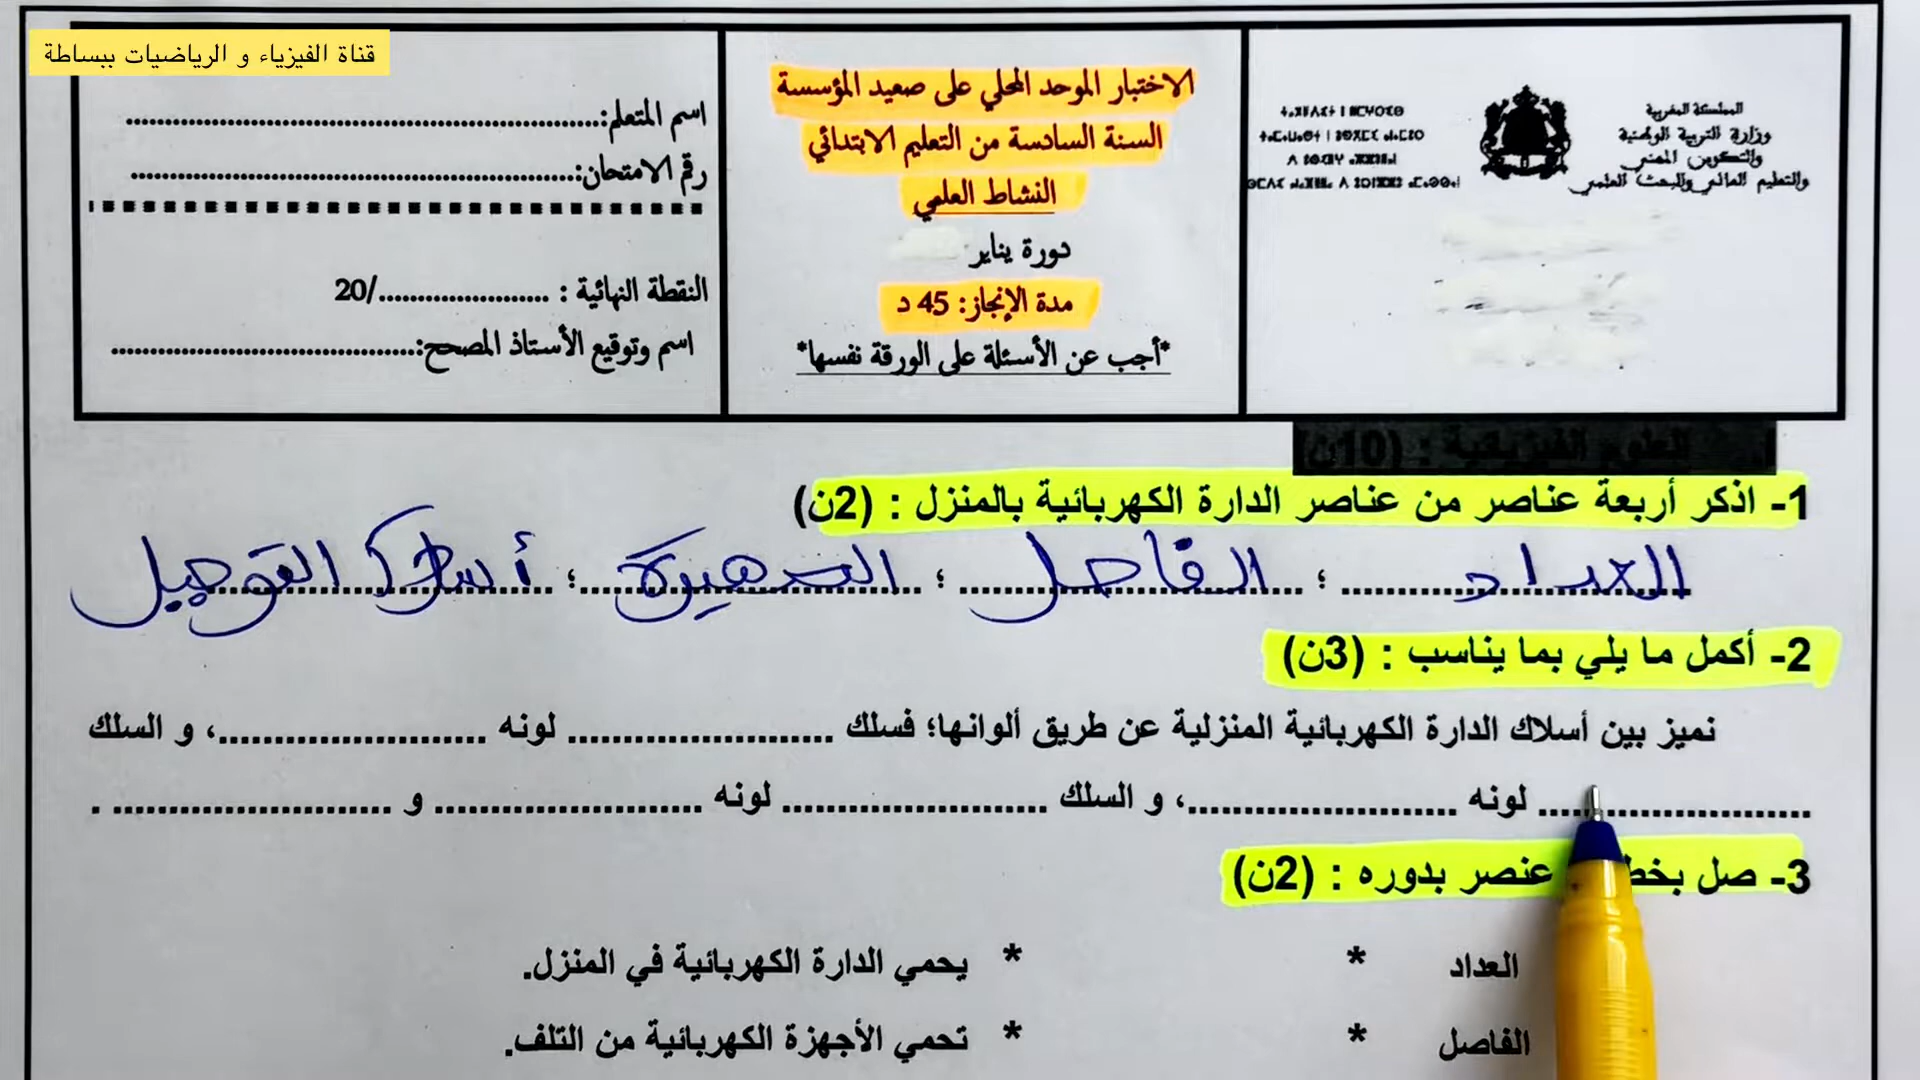 قناة الفيزياء و الرياضيات ببساطة
المملكة المغربية
وزارة التربية الوطنية
والتكوين المهني
والتعليم العالي والبحث العلمي
الاختبار الموحد المحلي على صعيد المؤسسة
السنة السادسة من التعليم الابتدائي
النشاط العلمي
دورة يناير
مدة الإنجاز: 45 د
*أجب عن الأسئلة على الورقة نفسها*
اسم المتعلم:..............................
رقم الامتحان:..............................
النقطة النهائية : ....................../20
اسم وتوقيع الأستاذ المصحح:..............................
العلوم الفيزيائية : (10ن)
1- اذكر أربعة عناصر من عناصر الدارة الكهربائية بالمنزل : (2ن)
العداد ؛ الفاصل ؛ الصهيرة ؛ أسلاك التوصيل
2- أكمل ما يلي بما يناسب : (3ن)
نميز بين أسلاك الدارة الكهربائية المنزلية عن طريق ألوانها؛ فسلك ........................ لونه ........................، و السلك
........................ لونه ........................، و السلك ........................ لونه ........................ و ........................ .
3- صل بخط عنصر بدوره : (2ن)
العداد * * يحمي الدارة الكهربائية في المنزل.
الفاصل * * تحمي الأجهزة الكهربائية من التلف.